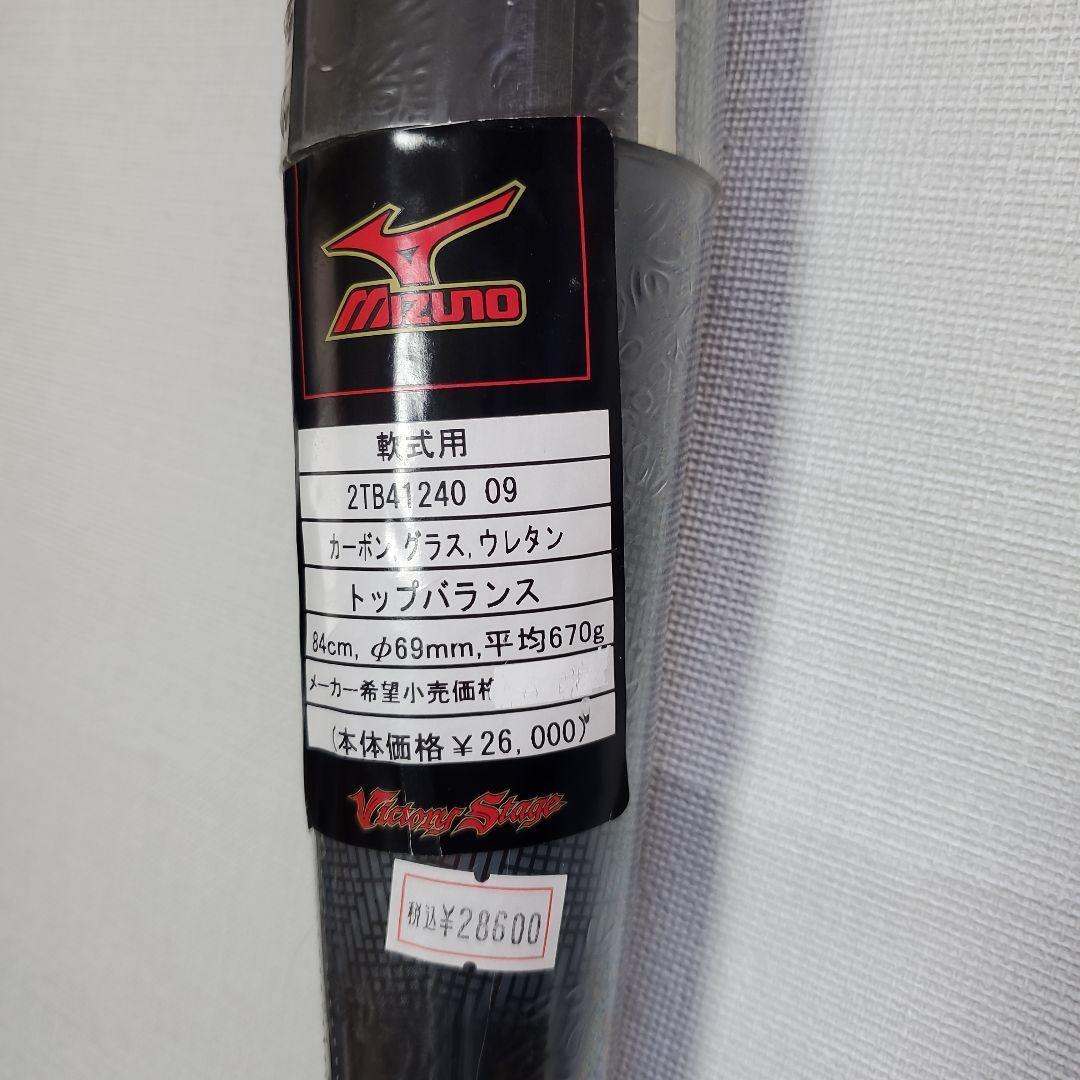 MIZUNO
軟式用
2TB41240 09
カーボン,グラス,ウレタン
トップバランス
84cm, φ69mm,平均670g
メーカー希望小売価格
(本体価格¥26,000)
Victory Stage
税込¥28600